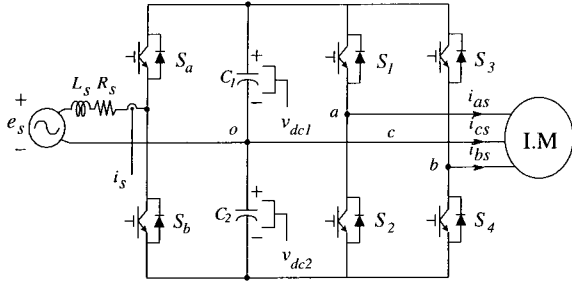 S_a
S_1
S_3
L_s R_s
C_1
+
−
v_dc1
a
i_as
+
e_s
−
o
c
i_cs
I.M
i_s
b
i_bs
+
C_2
−
S_b
S_2
S_4
v_dc2